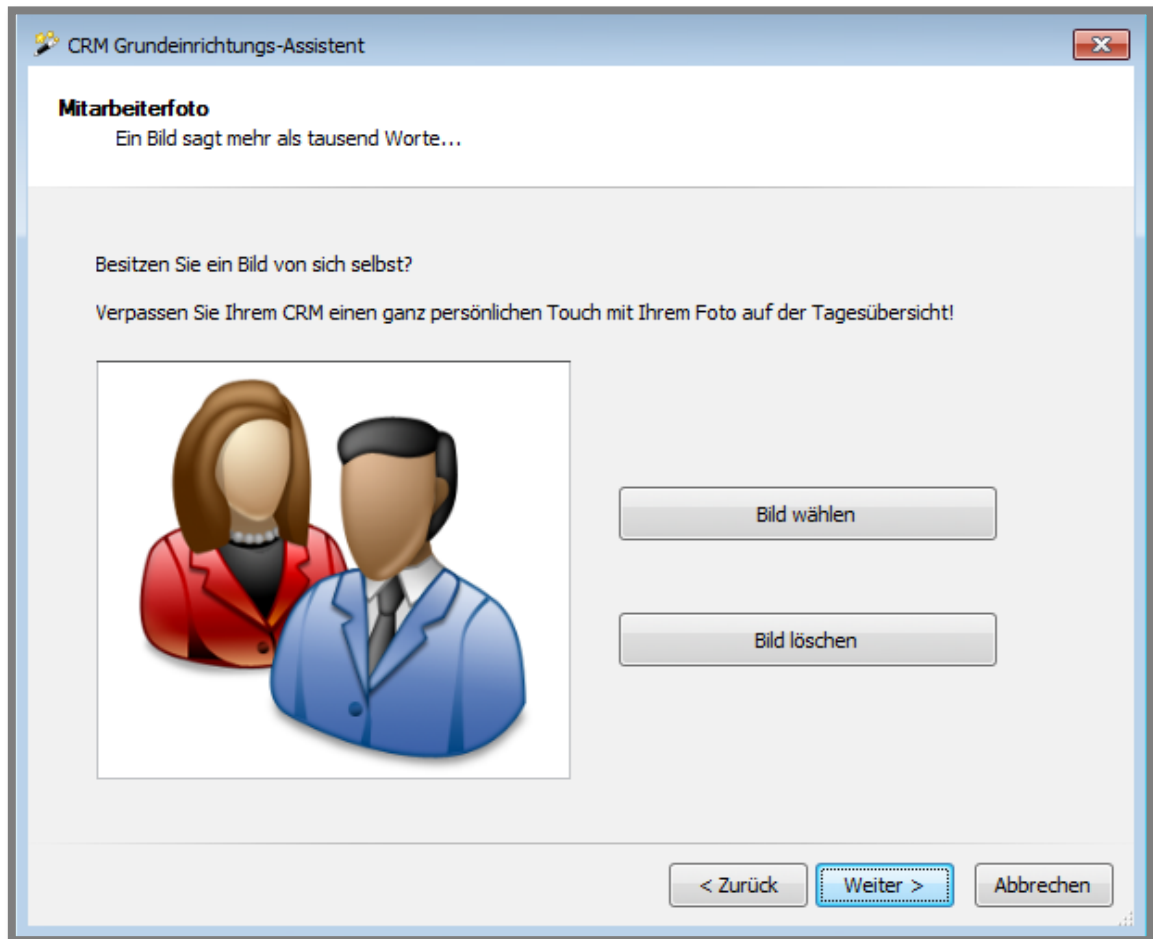 CRM Grundeinrichtungs-Assistent
Mitarbeiterfoto
Ein Bild sagt mehr als tausend Worte...
Besitzen Sie ein Bild von sich selbst?
Verpassen Sie Ihrem CRM einen ganz persönlichen Touch mit Ihrem Foto auf der Tagesübersicht!
Bild wählen
Bild löschen
< Zurück Weiter > Abbrechen